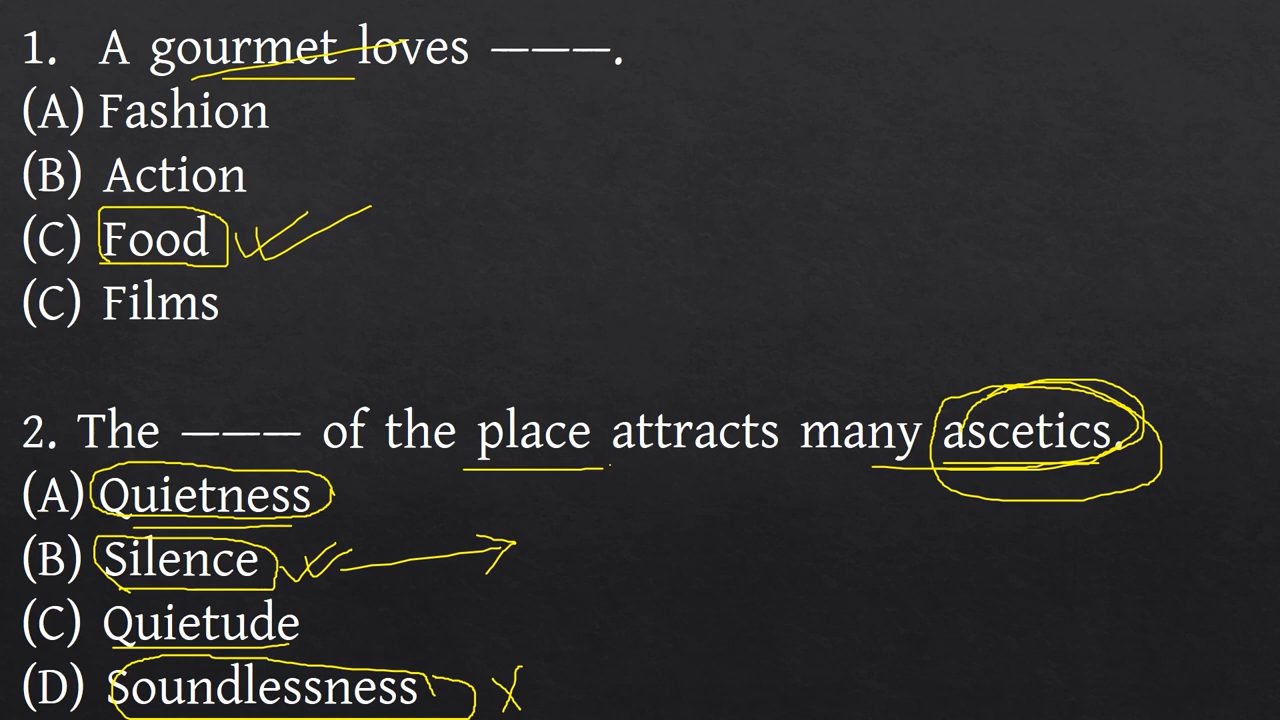 1. A gourmet loves ———.
(A) Fashion
(B) Action
(C) Food
(C) Films
2. The ——— of the place attracts many ascetics.
(A) Quietness
(B) Silence
(C) Quietude
(D) Soundlessness